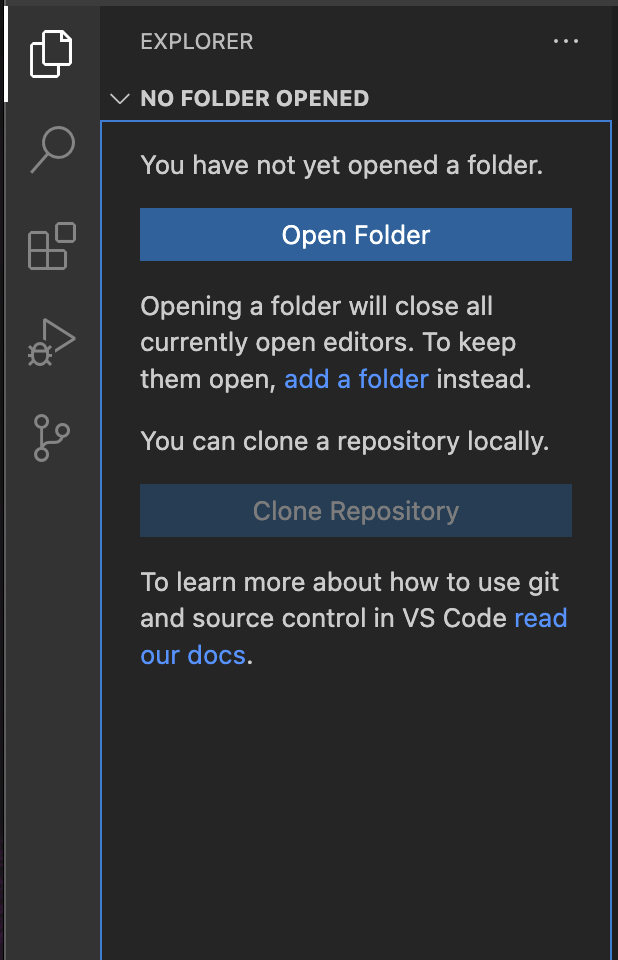 EXPLORER
NO FOLDER OPENED
You have not yet opened a folder.
Open Folder
Opening a folder will close all
currently open editors. To keep
them open, add a folder instead.
You can clone a repository locally.
Clone Repository
To learn more about how to use git
and source control in VS Code read
our docs.